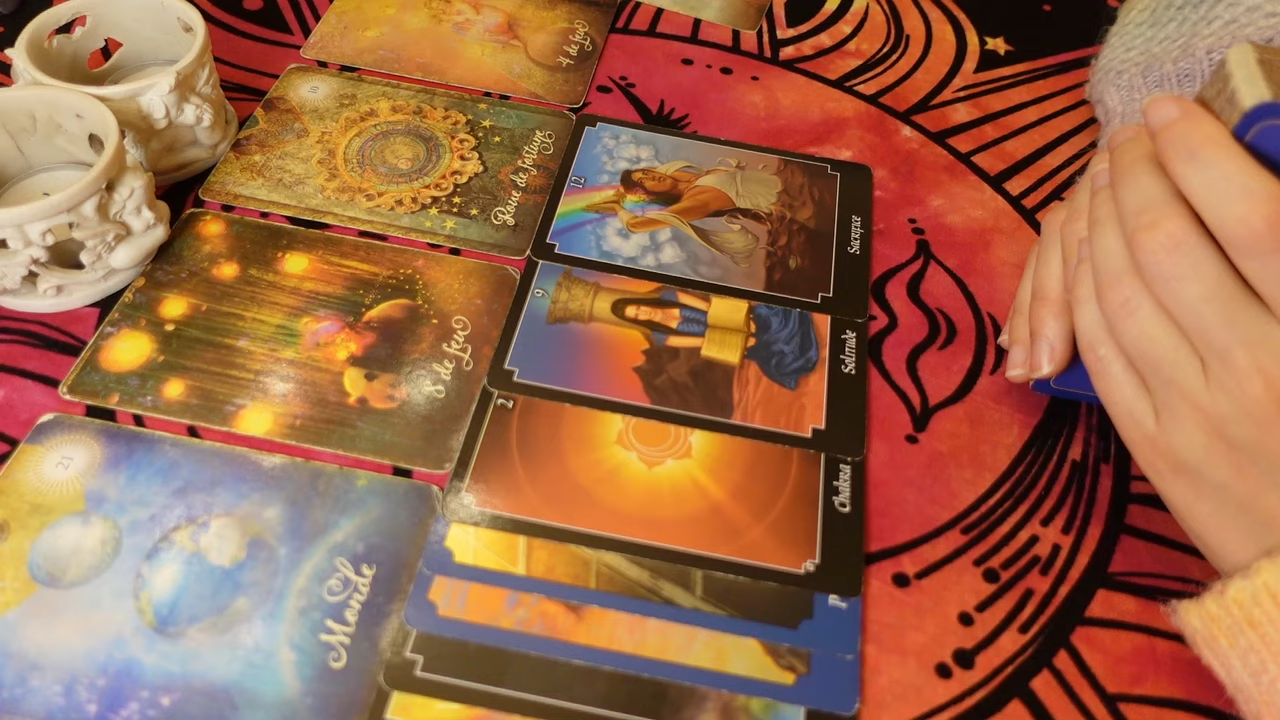 4 de feu
10
Roue de fortune
8 de feu
21
Monde
12
Sacrifice
9
Solitude
2
Chakra